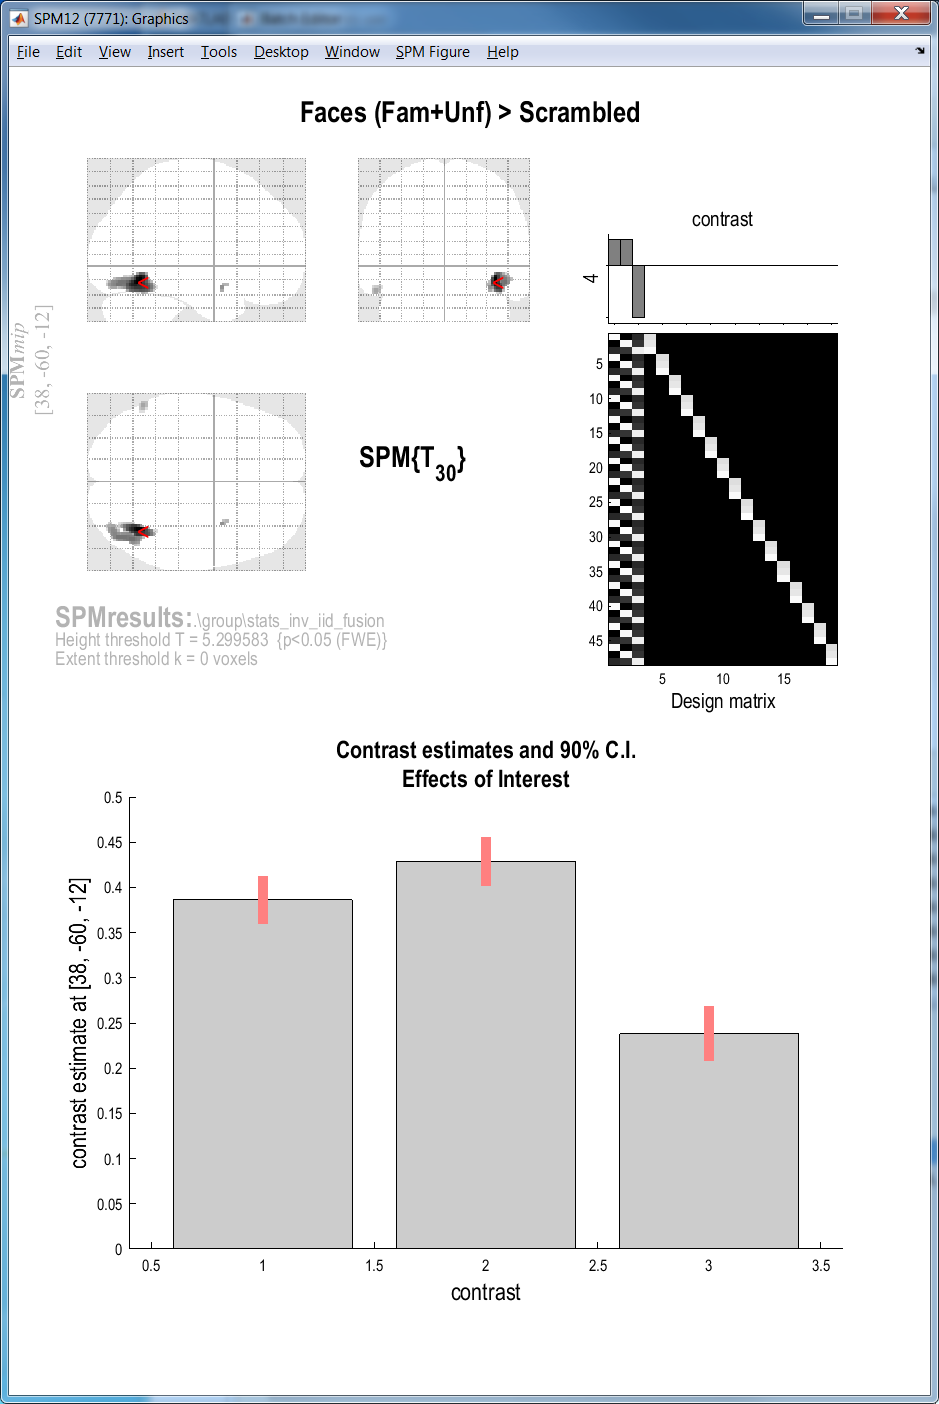 SPM12 (7771): Graphics
File Edit View Insert Tools Desktop Window SPM Figure Help
Faces (Fam+Unf) > Scrambled
SPMmip
[38, -60, -12]
contrast
4
SPM{T30}
5
10
15
20
25
30
35
40
45
5 10 15
Design matrix
SPMresults: .\group\stats_inv_iid_fusion
Height threshold T = 5.299583 {p<0.05 (FWE)}
Extent threshold k = 0 voxels
Contrast estimates and 90% C.I.
Effects of Interest
contrast estimate at [38, -60, -12]
0.5
0.45
0.4
0.35
0.3
0.25
0.2
0.15
0.1
0.05
0
0.5 1 1.5 2 2.5 3 3.5
contrast